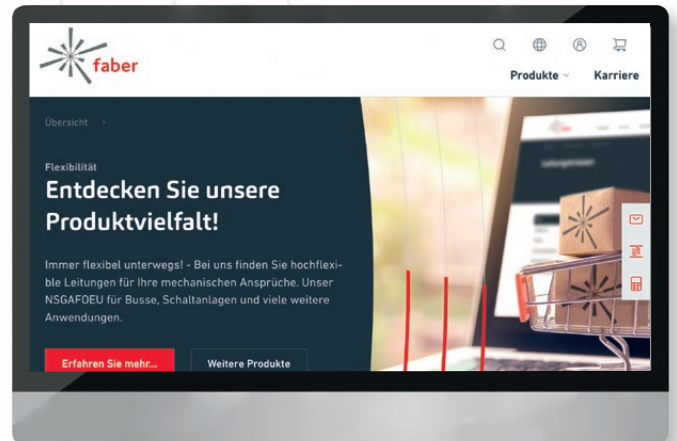 faber
Produkte
Karriere
Übersicht
Flexibilität
Entdecken Sie unsere
Produktvielfalt!
Immer flexibel unterwegs! - Bei uns finden Sie hochflexi-
ble Leitungen für Ihre mechanischen Ansprüche. Unser
NSGAFOEU für Busse, Schaltanlagen und viele weitere
Anwendungen.
Erfahren Sie mehr...
Weitere Produkte